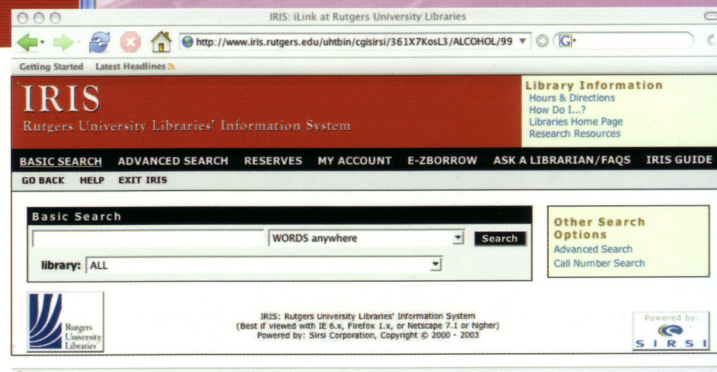 IRIS: iLink at Rutgers University Libraries
http://www.iris.rutgers.edu/uhtbin/cgisirsi/361X7KosL3/ALCOHOL/99
G
Getting Started Latest Headlines
IRIS
Rutgers University Libraries' Information System
Library Information
Hours & Directions
How Do I...?
Libraries Home Page
Research Resources
BASIC SEARCH ADVANCED SEARCH RESERVES MY ACCOUNT E-ZBORROW ASK A LIBRARIAN/FAQS IRIS GUIDE
GO BACK HELP EXIT IRIS
Basic Search
WORDS anywhere Search
library: ALL
Other Search
Options
Advanced Search
Call Number Search
Rutgers
University
Libraries
IRIS: Rutgers University Libraries' Information System
(Best if viewed with IE 6.x, Firefox 1.x, or Netscape 7.1 or higher)
Powered by: Sirsi Corporation, Copyright © 2000 - 2003
Powered by:
SIRSI